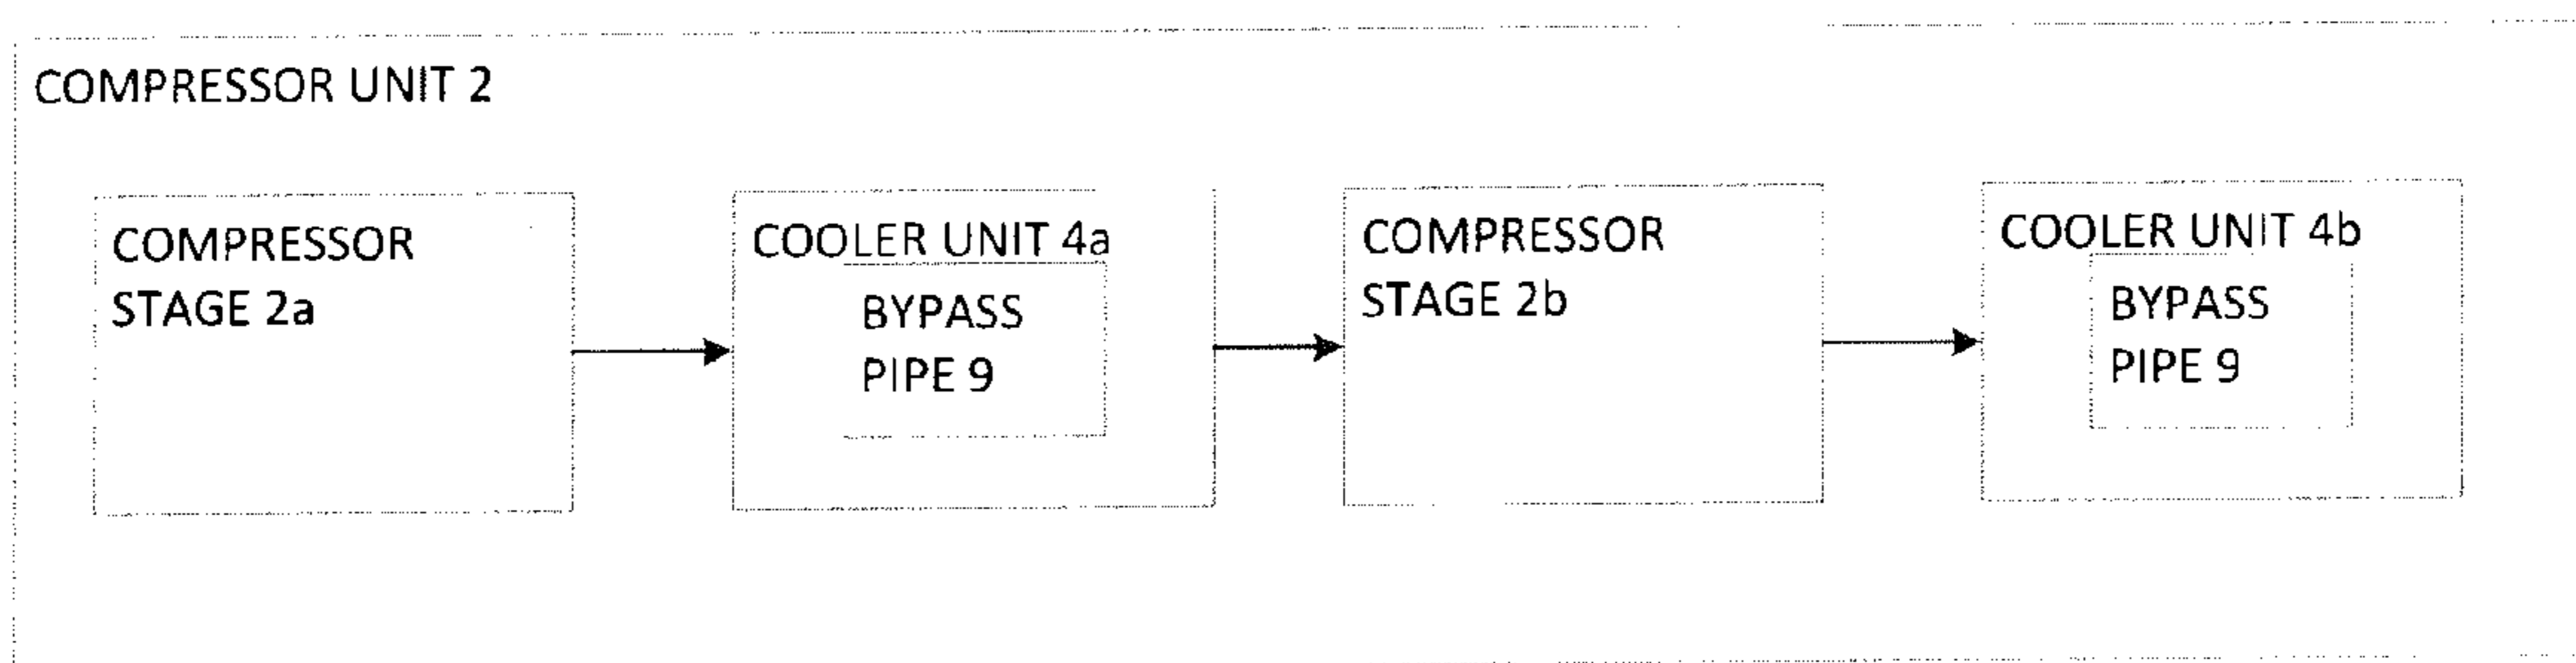 COMPRESSOR UNIT 2
COMPRESSOR
STAGE 2a
COOLER UNIT 4a
BYPASS
PIPE 9
COMPRESSOR
STAGE 2b
COOLER UNIT 4b
BYPASS
PIPE 9